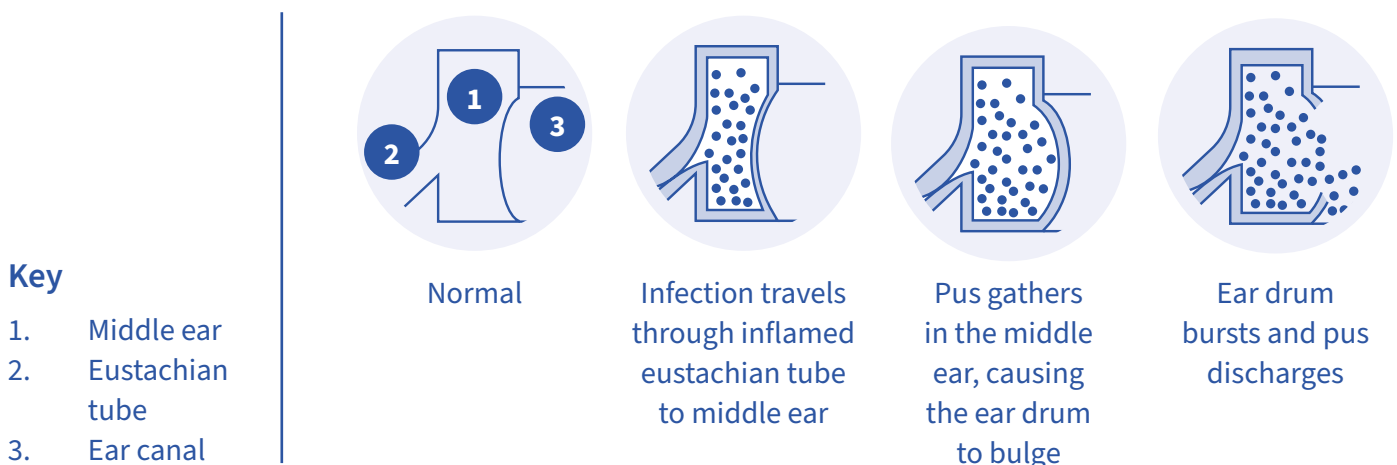 1
2
3
Key
1. Middle ear
2. Eustachian
tube
3. Ear canal
Normal
Infection travels
through inflamed
eustachian tube
to middle ear
Pus gathers
in the middle
ear, causing
the ear drum
to bulge
Ear drum
bursts and pus
discharges